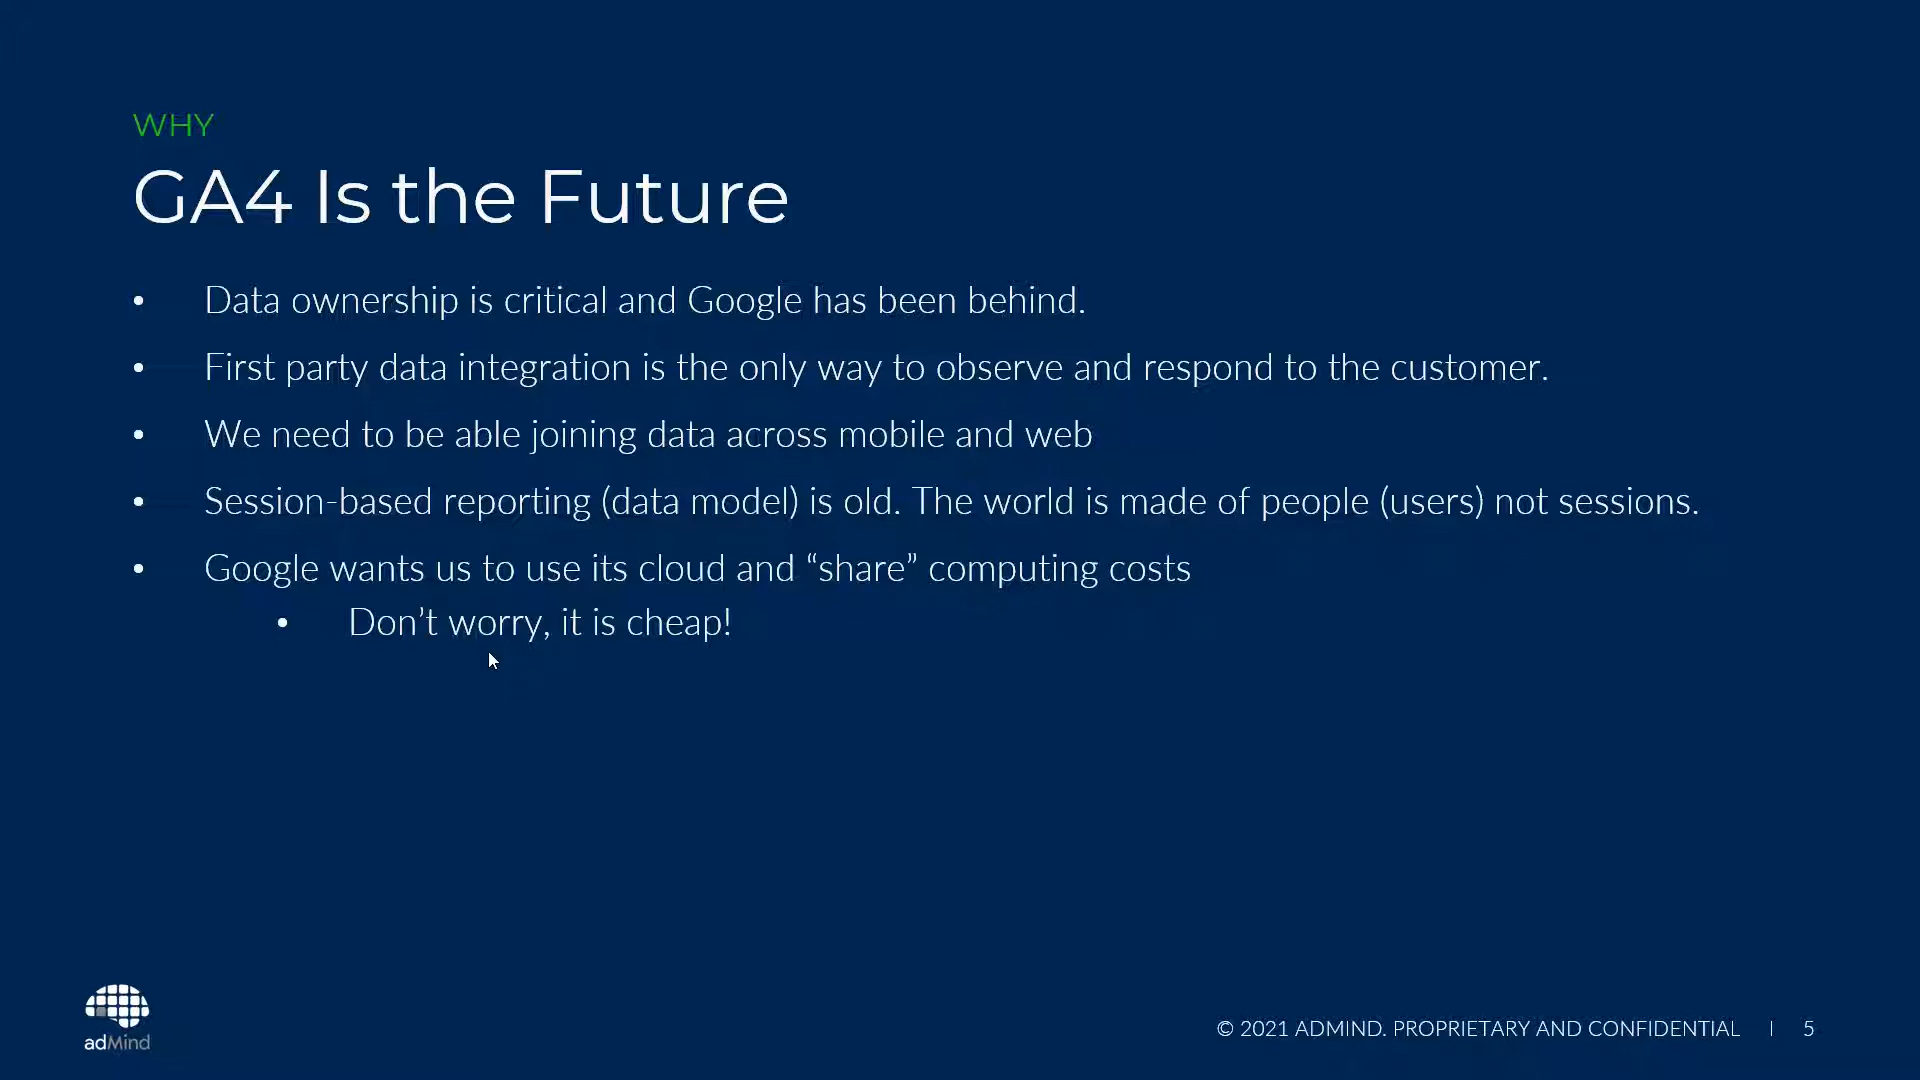 WHY
GA4 Is the Future
• Data ownership is critical and Google has been behind.
• First party data integration is the only way to observe and respond to the customer.
• We need to be able joining data across mobile and web
• Session-based reporting (data model) is old. The world is made of people (users) not sessions.
• Google wants us to use its cloud and “share” computing costs
• Don’t worry, it is cheap!
adMind
© 2021 ADMIND. PROPRIETARY AND CONFIDENTIAL | 5